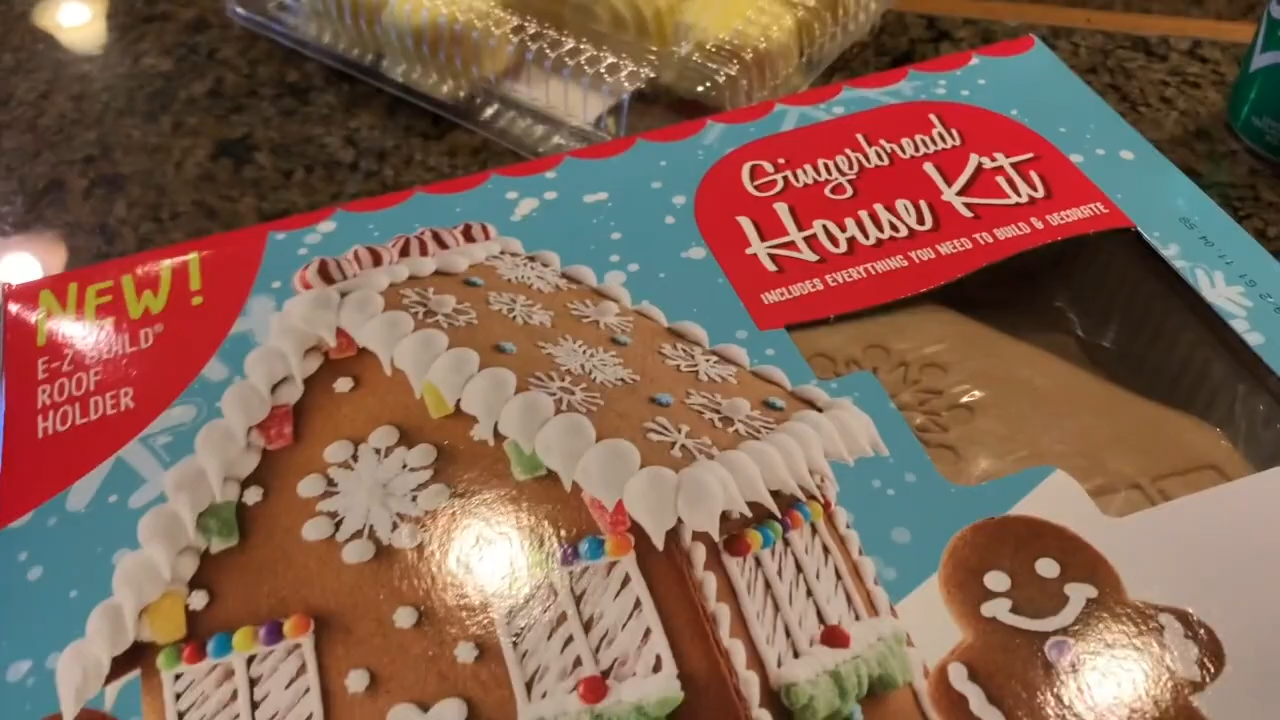 NEW!
E-Z BUILD®
ROOF
HOLDER
Gingerbread
House Kit
INCLUDES EVERYTHING YOU NEED TO BUILD & DECORATE